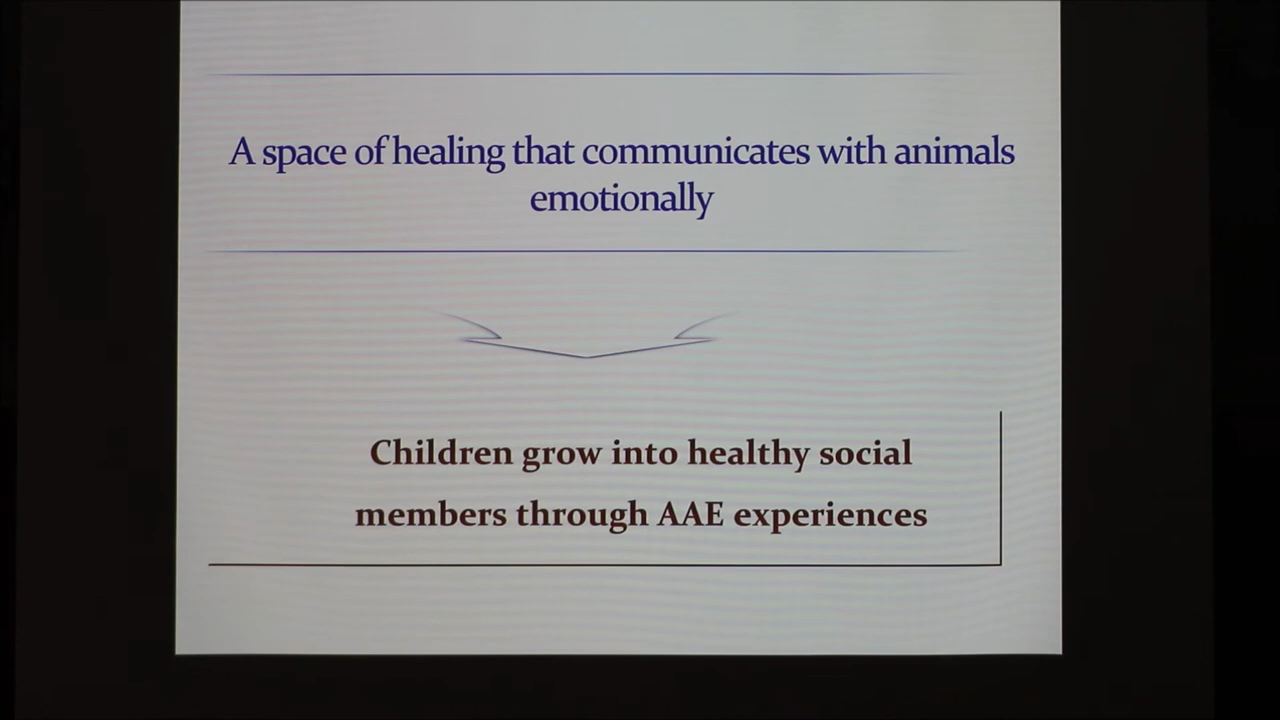 A space of healing that communicates with animals
emotionally
Children grow into healthy social
members through AAE experiences